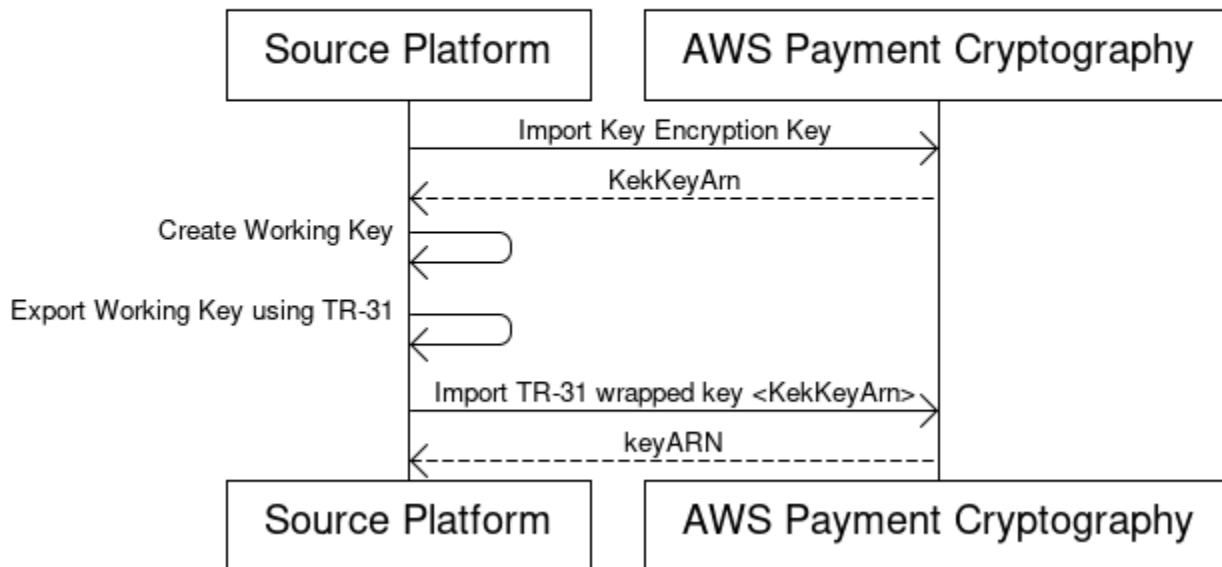 Source Platform
AWS Payment Cryptography
Import Key Encryption Key
KekKeyArn
Create Working Key
Export Working Key using TR-31
Import TR-31 wrapped key <KekKeyArn>
keyARN
Source Platform
AWS Payment Cryptography